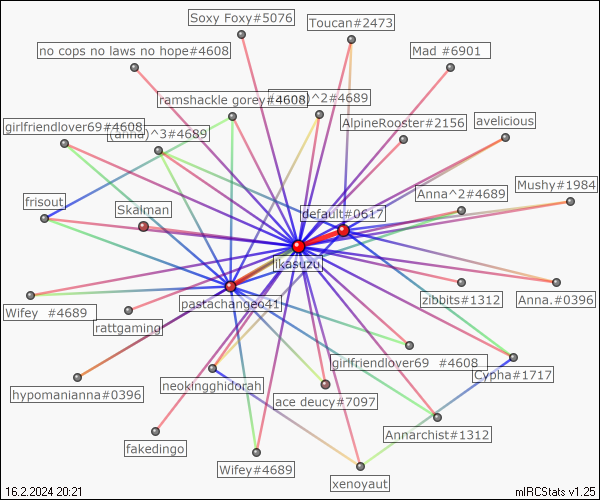 Soxy Foxy#5076
Toucan#2473
no cops no laws no hope#4608
Mad #6901
ramshackle gorey #4608
)^2#4689
girlfriendlover69#4608
(anna)^3#4689
AlpineRooster#2156
avelicious
Anna^2#4689
Mushy#1984
frisout
Skalman
default#0617
ikasuzu
zibbits#1312
Anna.#0396
pastachangeo41
Wifey #4689
rattgaming
girlfriendlover69 #4608
Cypha#1717
neokingghidorah
hypomanianna#0396
ace deucy#7097
Annarchist#1312
fakedingo
Wifey#4689
xenoyaut
16.2.2024 20:21
mIRCStats v1.25